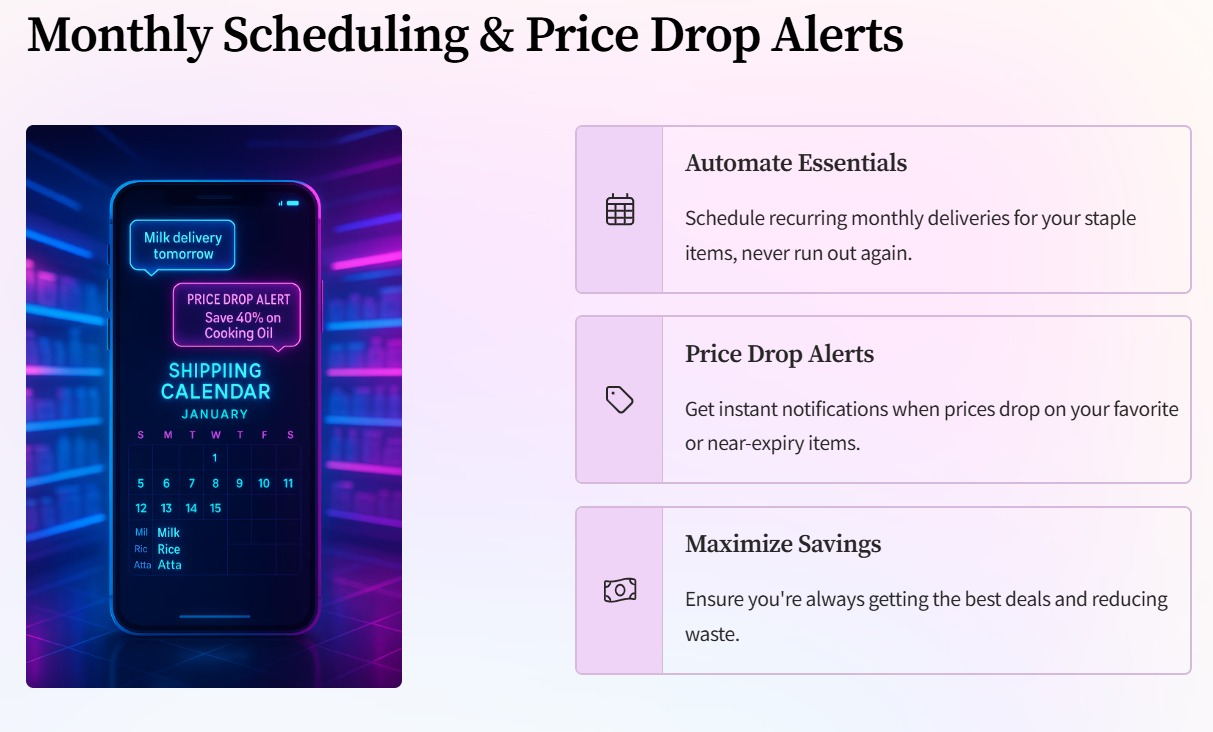 Monthly Scheduling & Price Drop Alerts
Milk delivery
tomorrow
PRICE DROP ALERT
Save 40% on
Cooking Oil
SHIPPIING
CALENDAR
JANUARY
S M T W T F S
1
5 6 7 8 9 10 11
12 13 14 15
Mil Milk
Ric Rice
Atta Atta
Automate Essentials
Schedule recurring monthly deliveries for your staple
items, never run out again.
Price Drop Alerts
Get instant notifications when prices drop on your favorite
or near-expiry items.
Maximize Savings
Ensure you're always getting the best deals and reducing
waste.